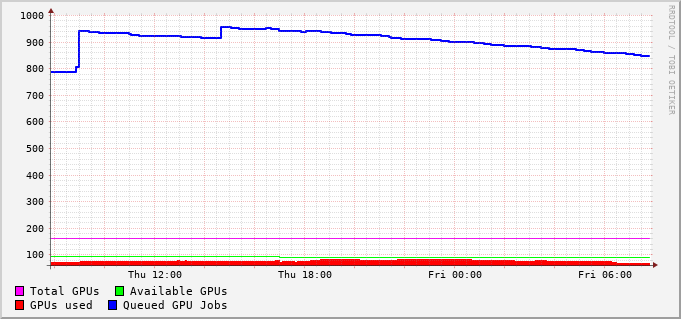 1000
900
800
700
600
500
400
300
200
100
Thu 12:00 Thu 18:00 Fri 00:00 Fri 06:00
Total GPUs Available GPUs
GPUs used Queued GPU Jobs
RRDTOOL / TOBI OETIKER